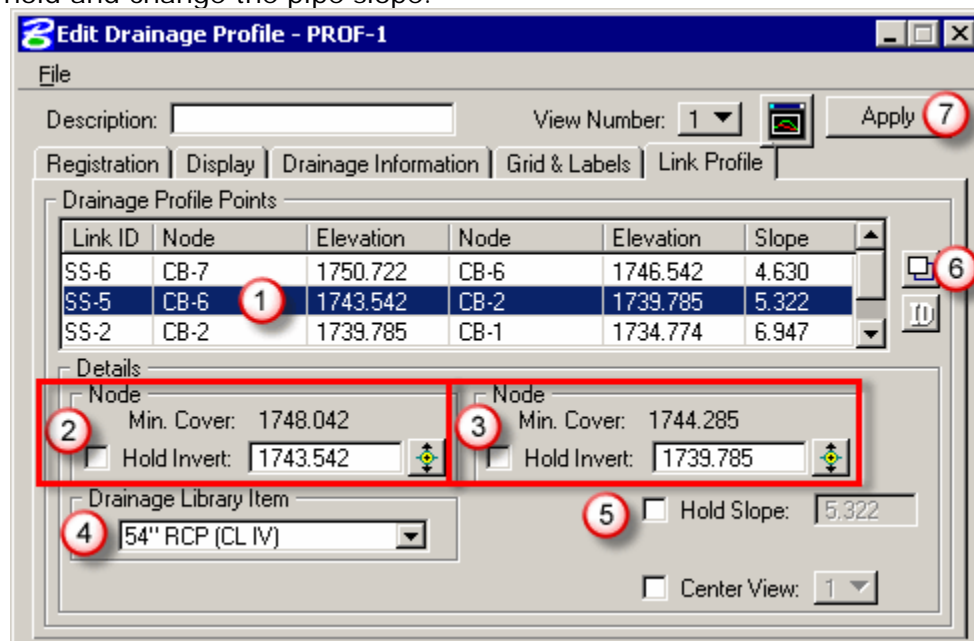 hold and change the pipe slope.
Edit Drainage Profile - PROF-1
File
Description:
View Number: 1
Apply 7
Registration Display Drainage Information Grid & Labels Link Profile
Drainage Profile Points
Link ID Node Elevation Node Elevation Slope
SS-6 CB-7 1750.722 CB-6 1746.542 4.630
6
SS-5 CB-6 1 1743.542 CB-2 1739.785 5.322
ID
SS-2 CB-2 1739.785 CB-1 1734.774 6.947
Details
Node Node
2 Min. Cover: 1748.042 3 Min. Cover: 1744.285
Hold Invert: 1743.542 Hold Invert: 1739.785
Drainage Library Item
4 54" RCP (CL IV)
5 Hold Slope: 5.322
Center View: 1